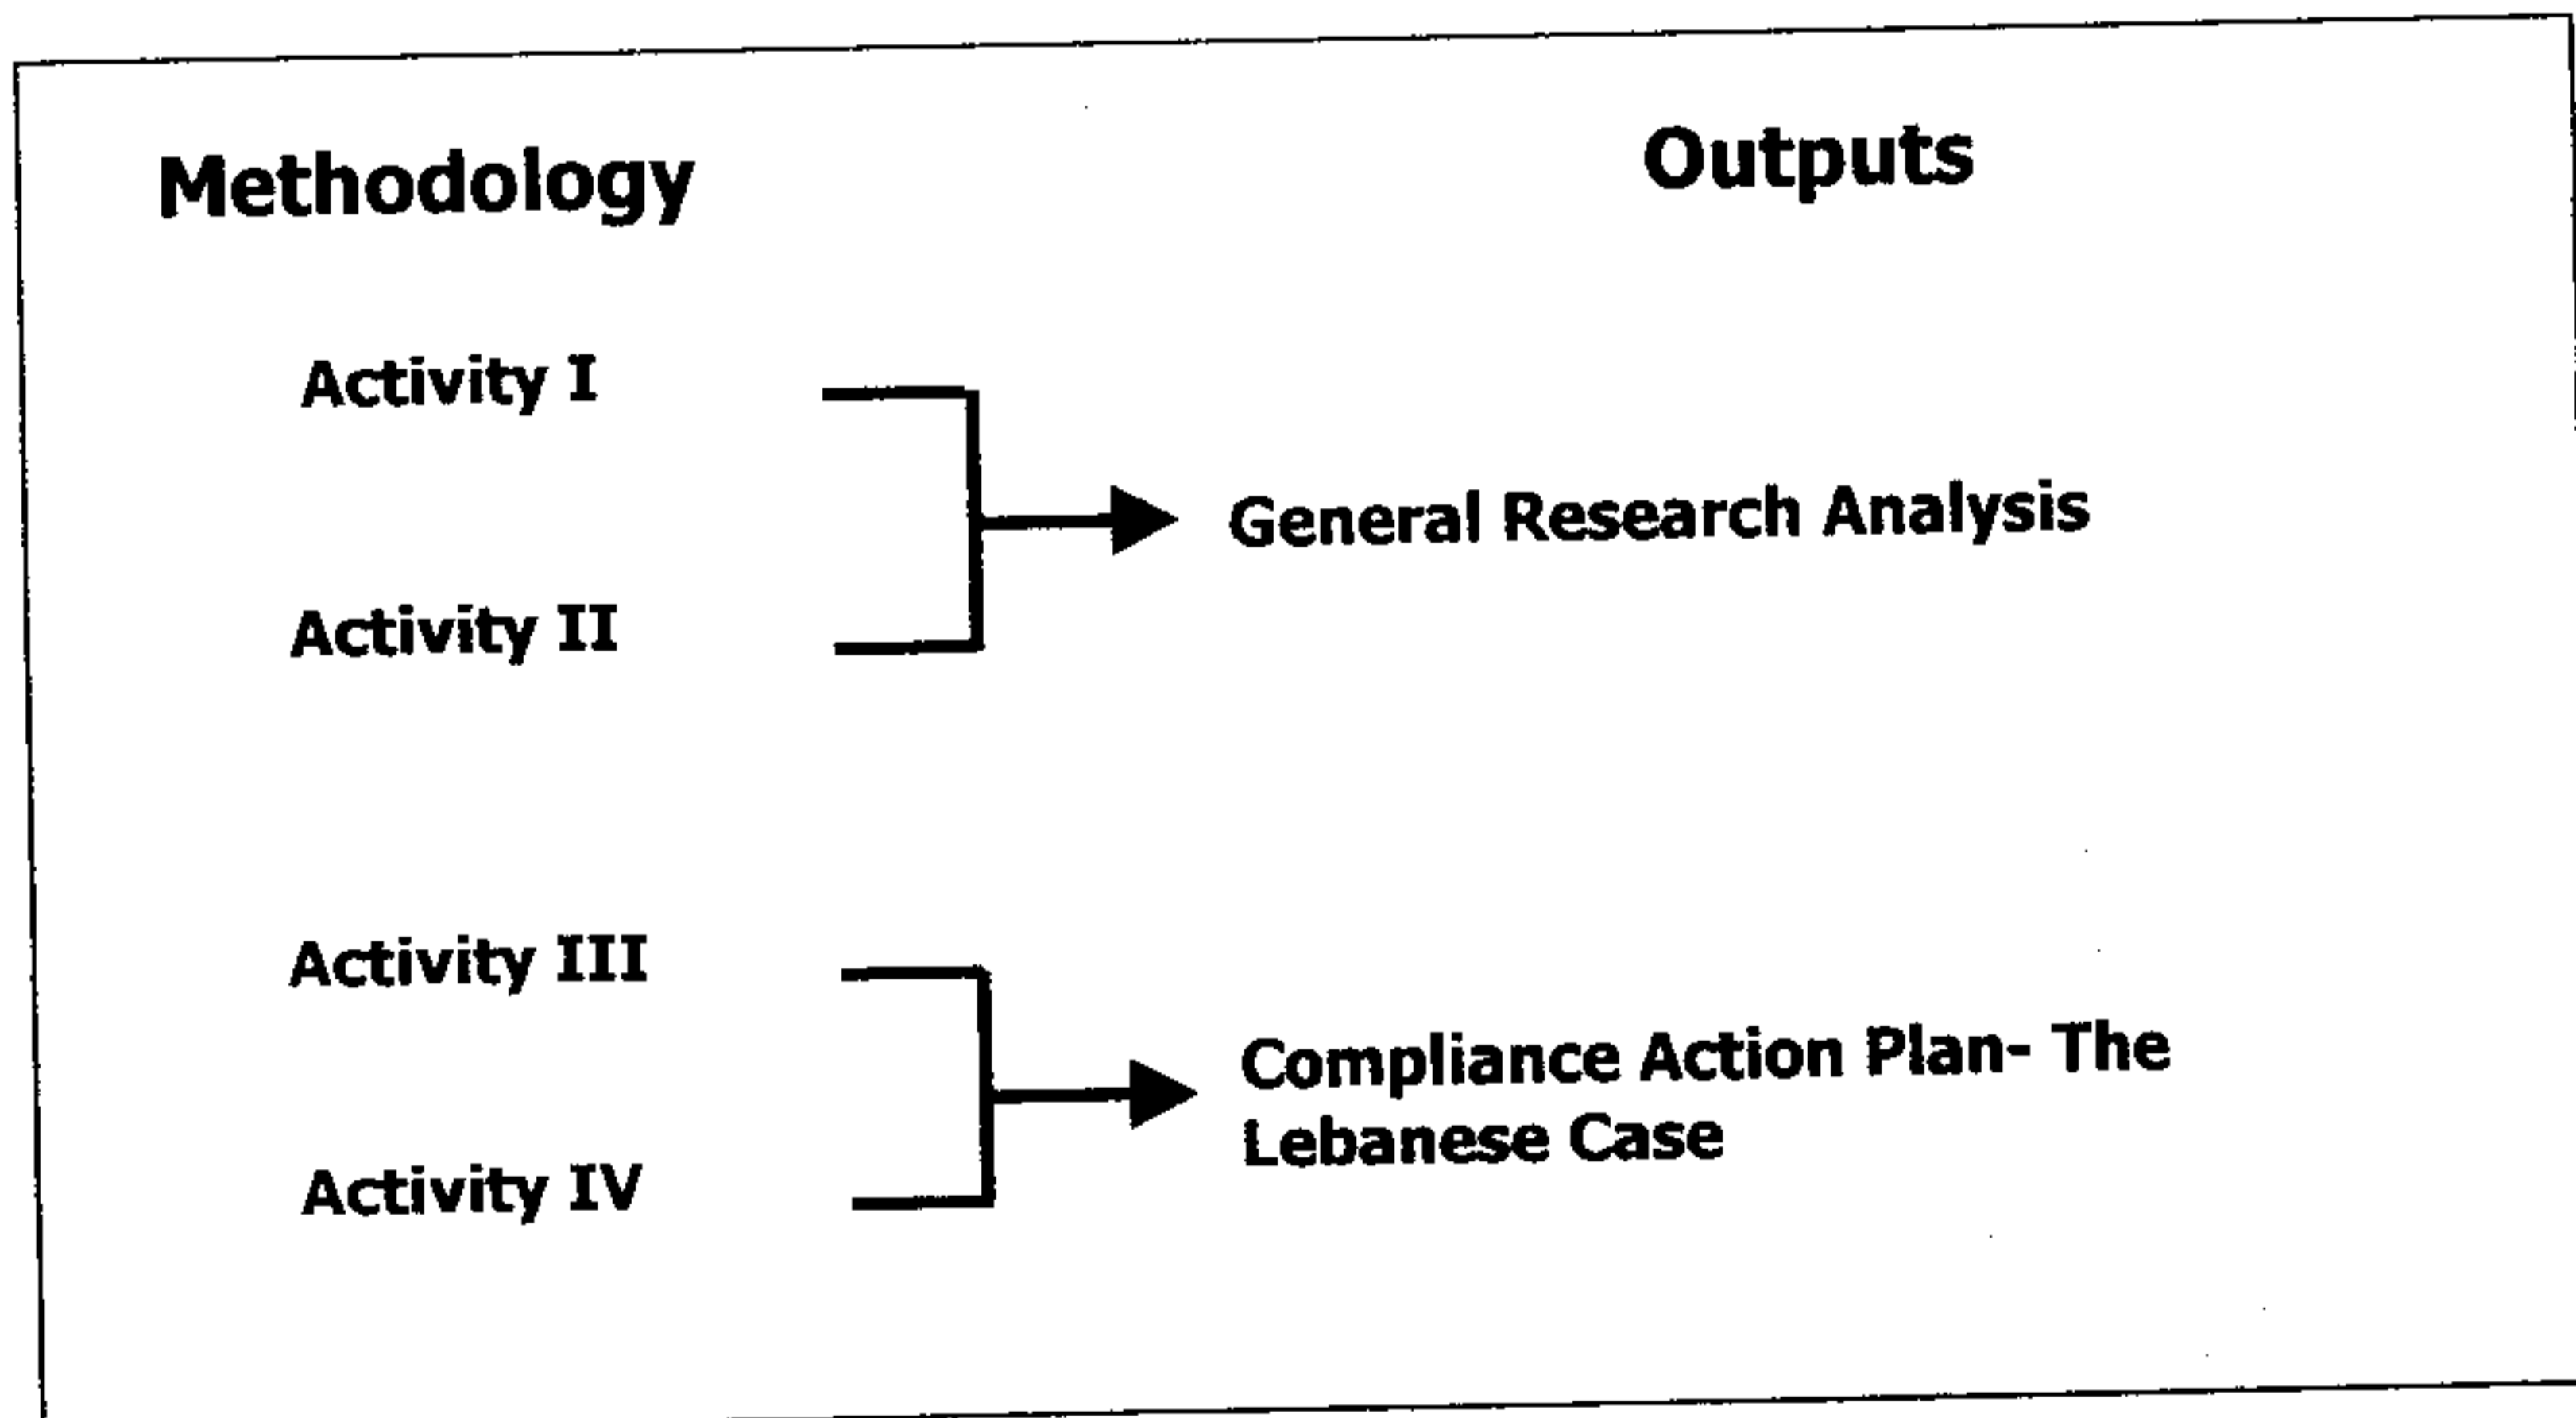 Methodology
Outputs
Activity I
General Research Analysis
Activity II
Activity III
Compliance Action Plan- The
Lebanese Case
Activity IV